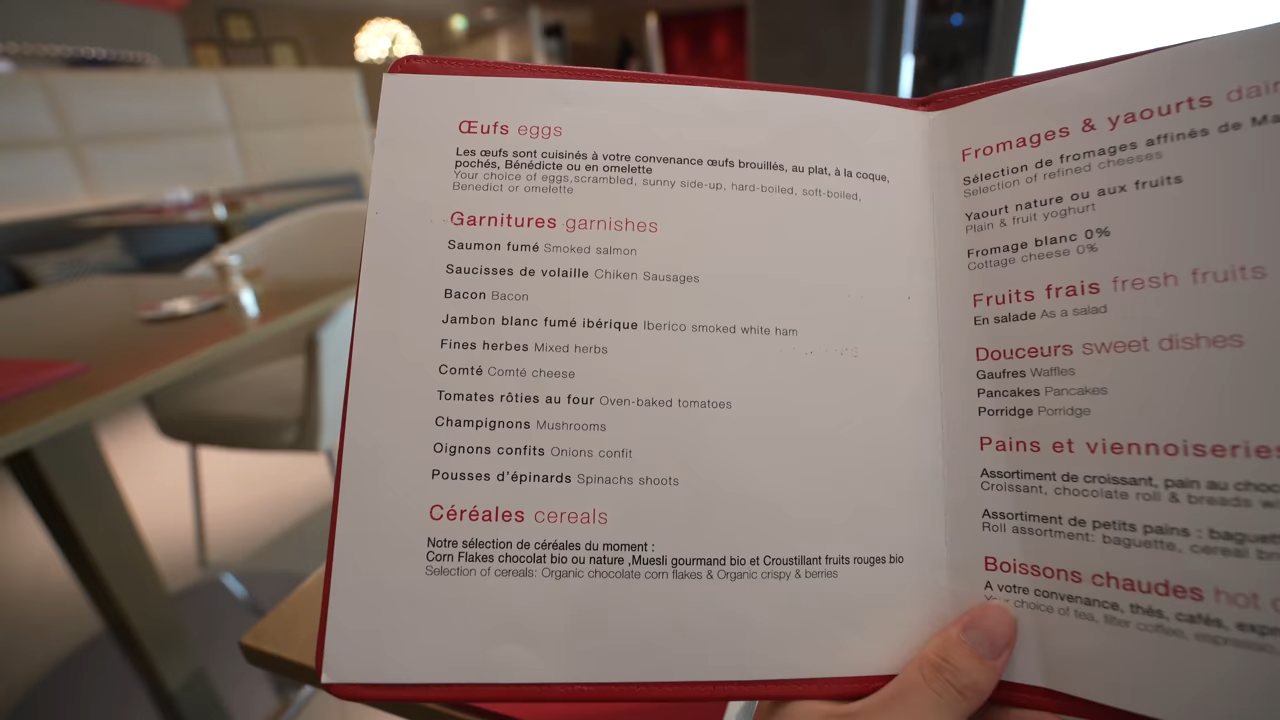 Œufs eggs
Les œufs sont cuisinés à votre convenance œufs brouillés, au plat, à la coque,
pochés, Bénédicte ou en omelette
Your choice of eggs,scrambled, sunny side-up, hard-boiled, soft-boiled,
Benedict or omelette
Garnitures garnishes
Saumon fumé Smoked salmon
Saucisses de volaille Chiken Sausages
Bacon Bacon
Jambon blanc fumé ibérique Iberico smoked white ham
Fines herbes Mixed herbs
Comté Comté cheese
Tomates rôties au four Oven-baked tomatoes
Champignons Mushrooms
Oignons confits Onions confit
Pousses d'épinards Spinachs shoots
Céréales cereals
Notre sélection de céréales du moment :
Corn Flakes chocolat bio ou nature ,Muesli gourmand bio et Croustillant fruits rouges bio
Selection of cereals: Organic chocolate corn flakes & Organic crispy & berries
Fromages & yaourts
Sélection de fromages affinés de
Selection of refined cheeses
Yaourt nature ou aux fruits
Plain & fruit yoghurt
Fromage blanc 0%
Cottage cheese 0%
Fruits frais fresh fruits
En salade As a salad
Douceurs sweet dishes
Gaufres Waffles
Pancakes Pancakes
Porridge Porridge
Pains et viennoiseries
Assortiment de croissant, pain au
Croissant, chocolate roll & breads
Assortiment de petits pains :
Roll assortment: baguette, cereal
Boissons chaudes hot
A votre convenance, thés, cafés,
choice of tea, filter coffee, espresso